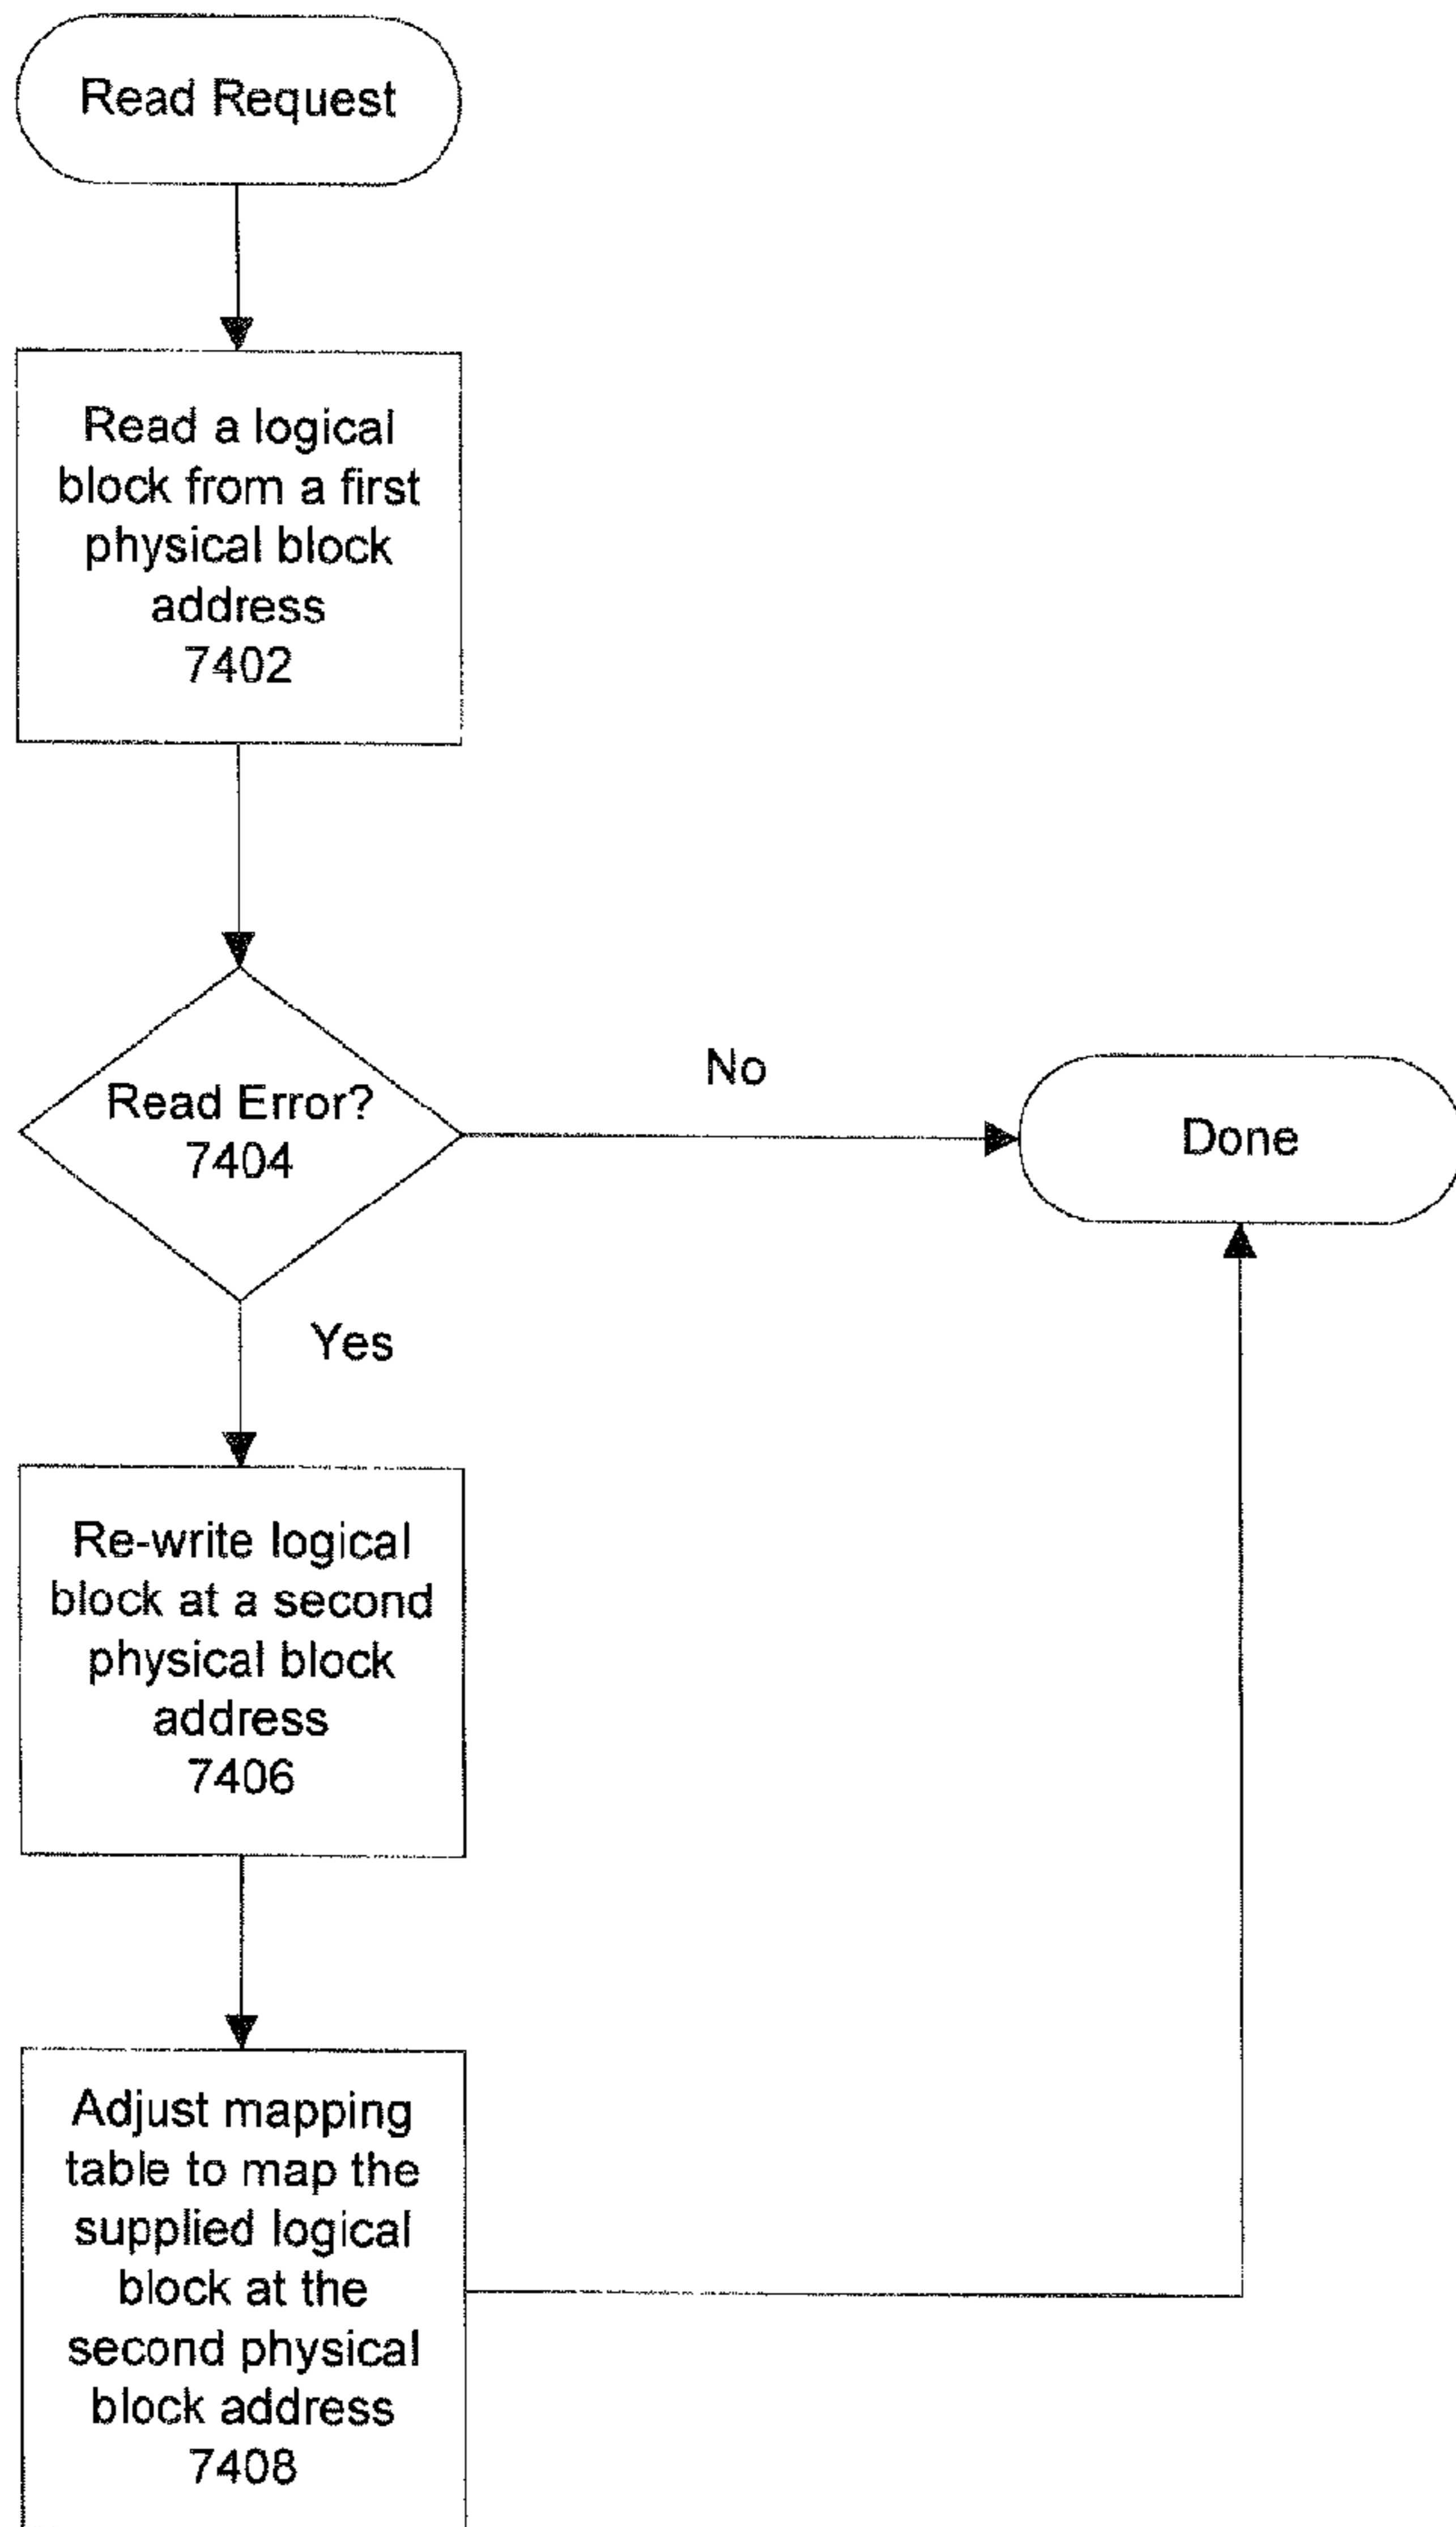 Read Request
Read a logical
block from a first
physical block
address
7402
Read Error?
7404
No
Done
Yes
Re-write logical
block at a second
physical block
address
7406
Adjust mapping
table to map the
supplied logical
block at the
second physical
block address
7408